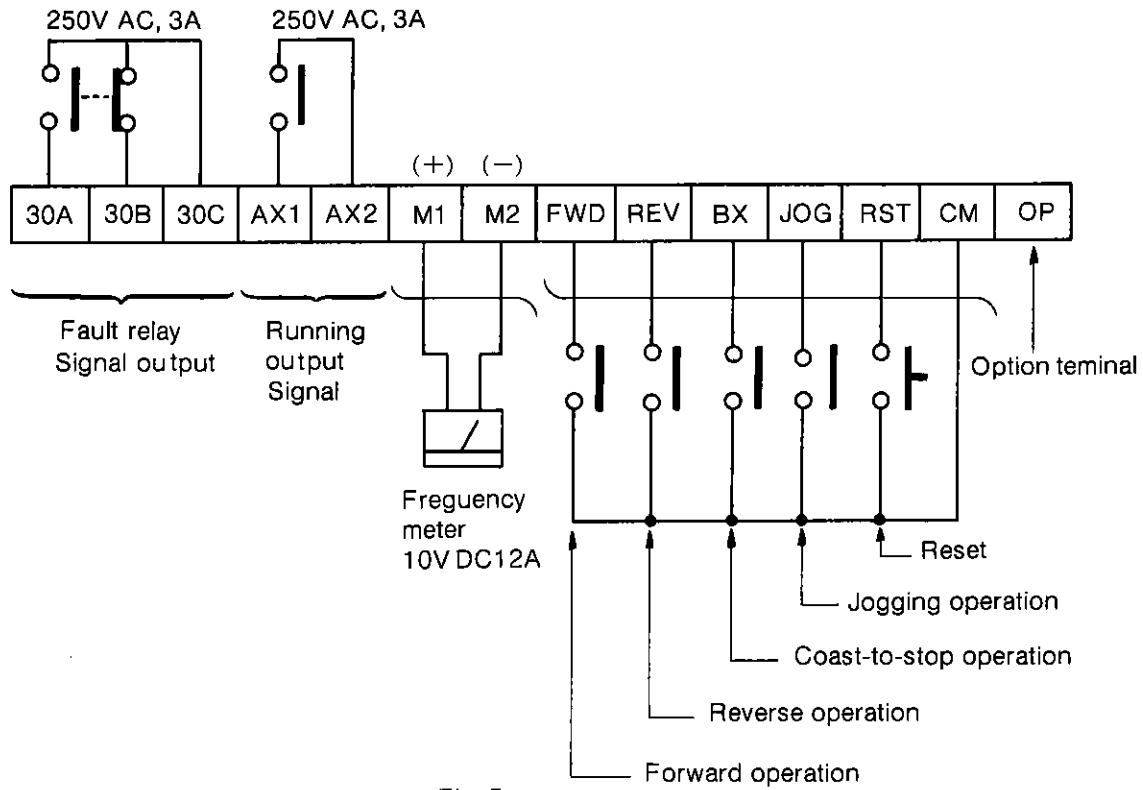 250V AC, 3A
250V AC, 3A
(+) (−)
30A 30B 30C AX1 AX2 M1 M2 FWD REV BX JOG RST CM OP
Fault relay
Signal output
Running
output
Signal
Option teminal
Freguency
meter
10V DC12A
Reset
Jogging operation
Coast-to-stop operation
Reverse operation
Forward operation